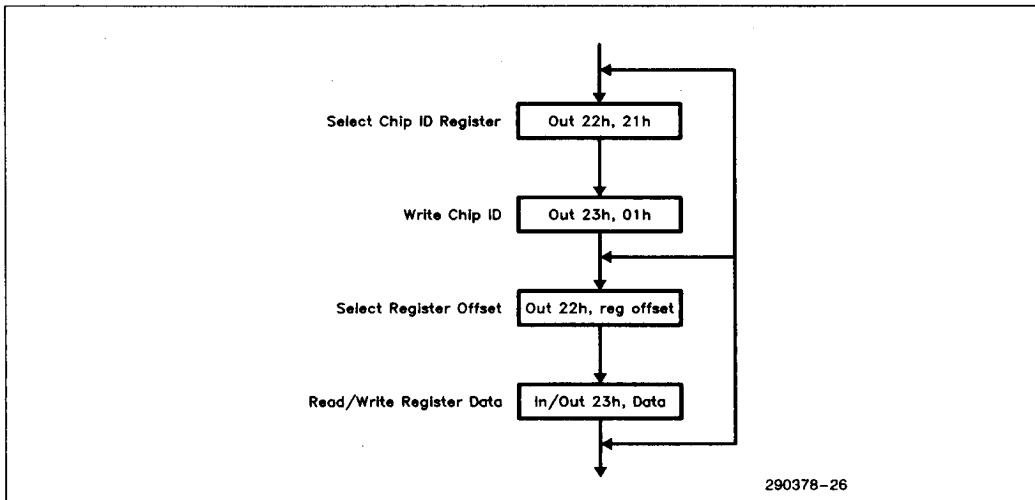 Select Chip ID Register
Out 22h, 21h
Write Chip ID
Out 23h, 01h
Select Register Offset
Out 22h, reg offset
Read/Write Register Data
In/Out 23h, Data
290378-26